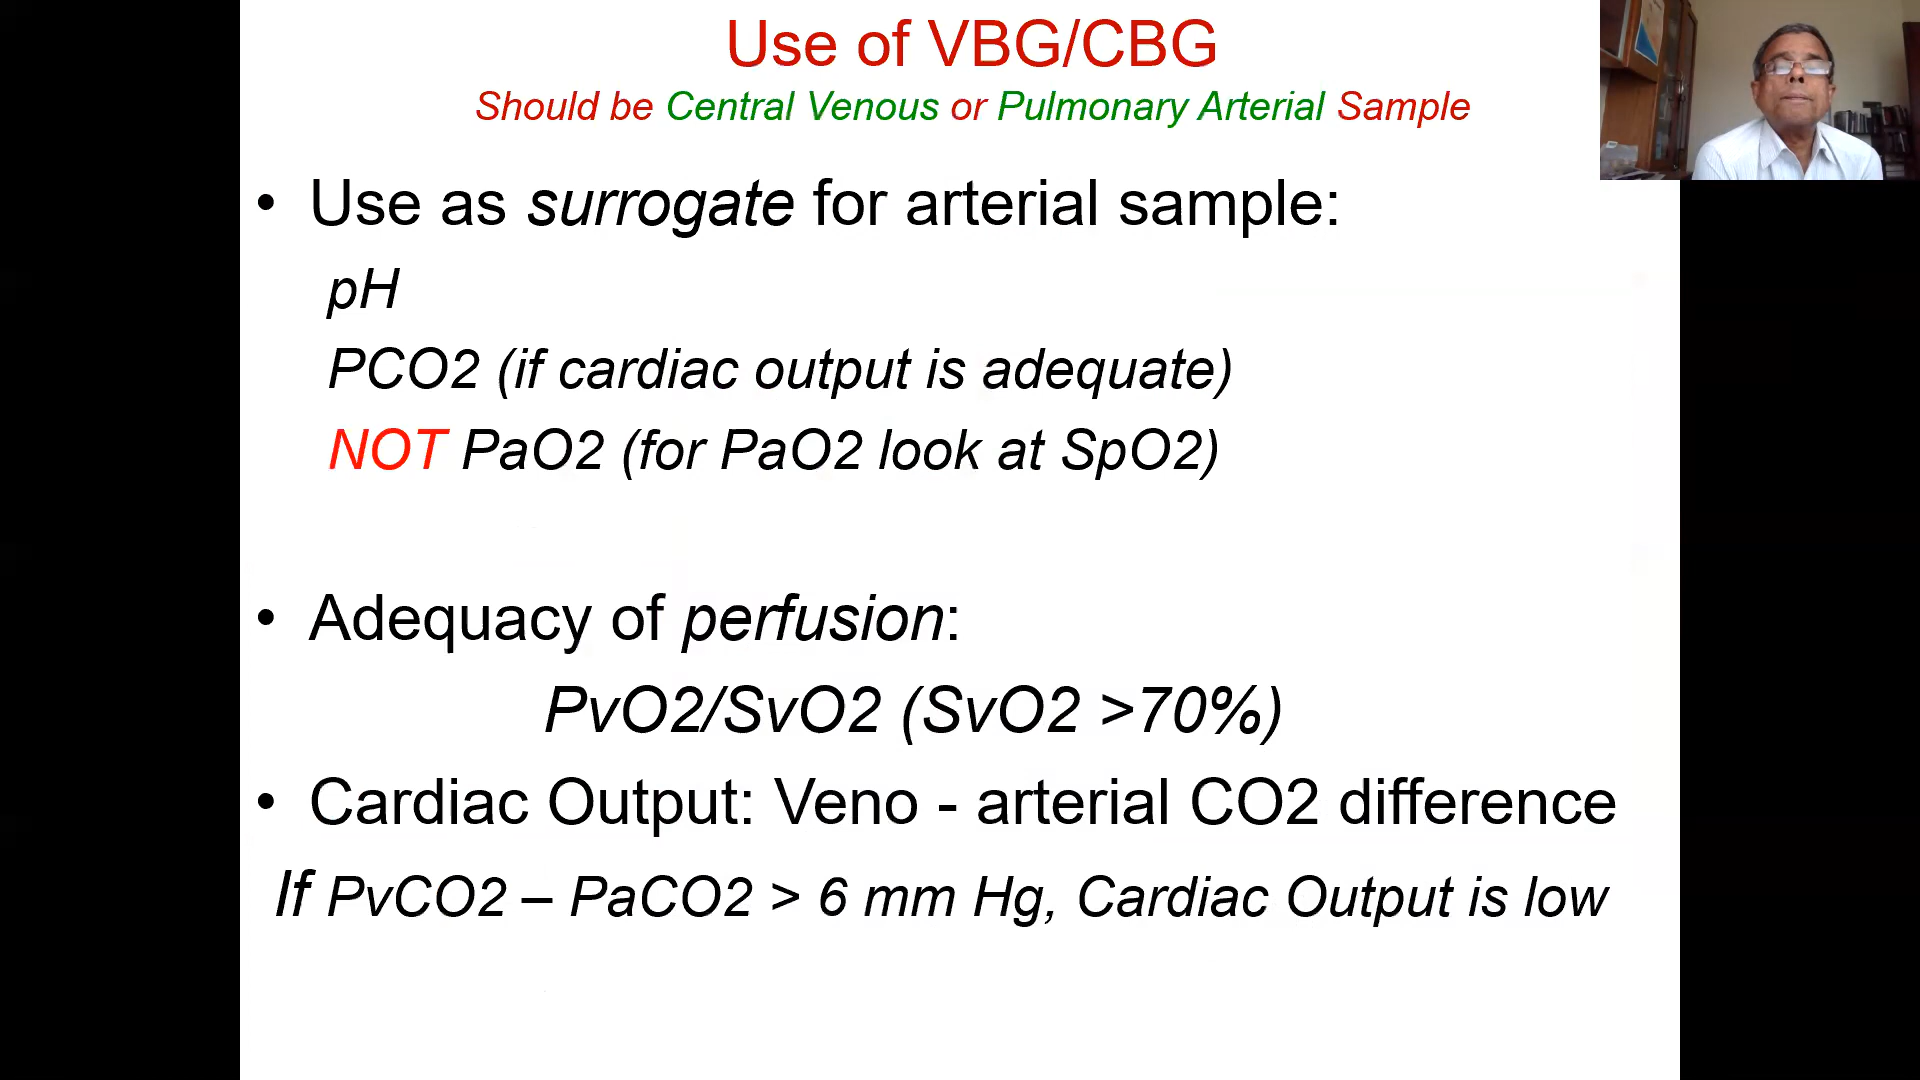 Use of VBG/CBG
Should be Central Venous or Pulmonary Arterial Sample
• Use as surrogate for arterial sample:
pH
PCO2 (if cardiac output is adequate)
NOT PaO2 (for PaO2 look at SpO2)
• Adequacy of perfusion:
PvO2/SvO2 (SvO2 >70%)
• Cardiac Output: Veno - arterial CO2 difference
If PvCO2 – PaCO2 > 6 mm Hg, Cardiac Output is low